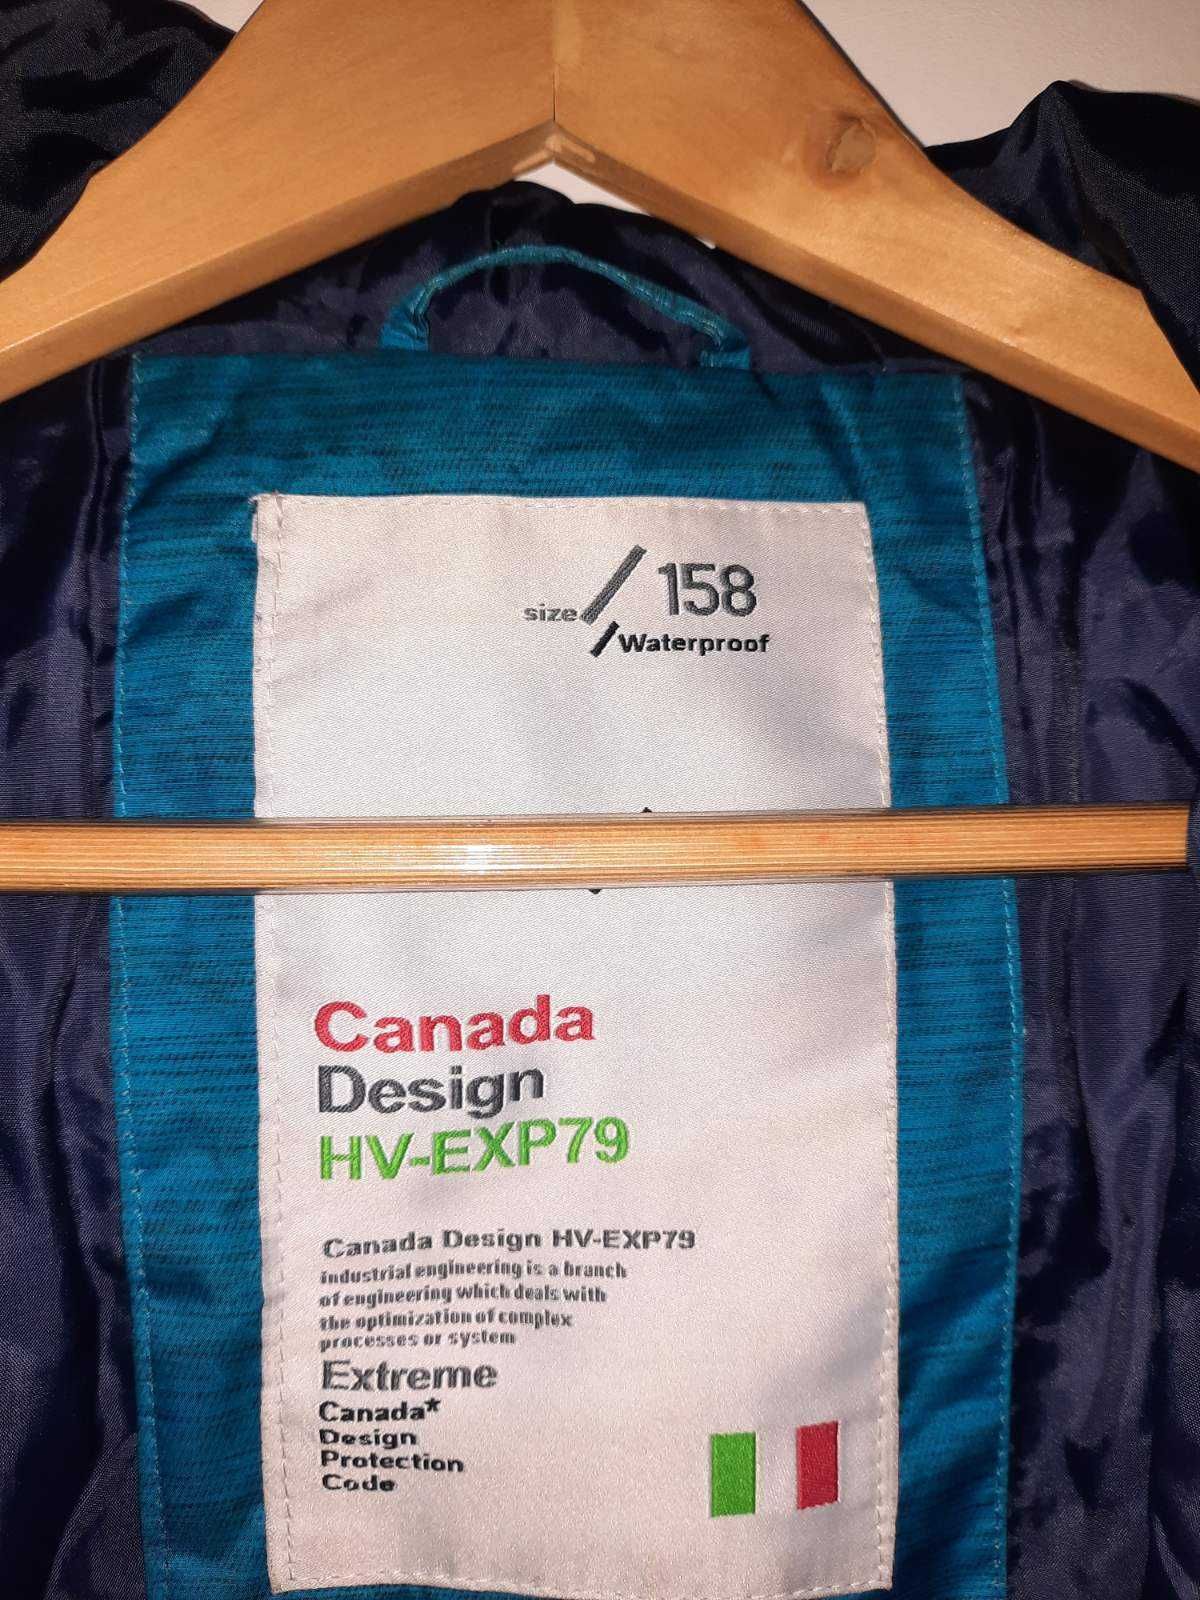 size / 158
/Waterproof
Canada
Design
HV-EXP79
Canada Design HV-EXP79
industrial engineering is a branch
of engineering which deals with
the optimization of complex
processes or system
Extreme
Canada*
Design
Protection
Code